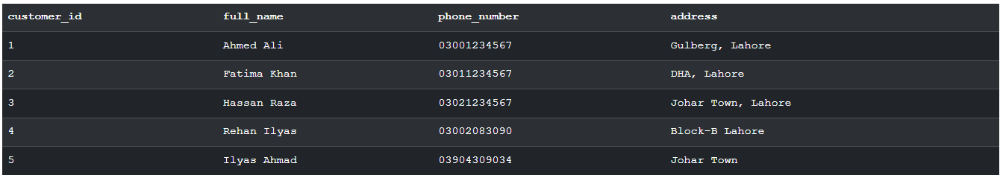 customer_id full_name phone_number address
1 Ahmed Ali 03001234567 Gulberg, Lahore
2 Fatima Khan 03011234567 DHA, Lahore
3 Hassan Raza 03021234567 Johar Town, Lahore
4 Rehan Ilyas 03002083090 Block-B Lahore
5 Ilyas Ahmad 03904309034 Johar Town